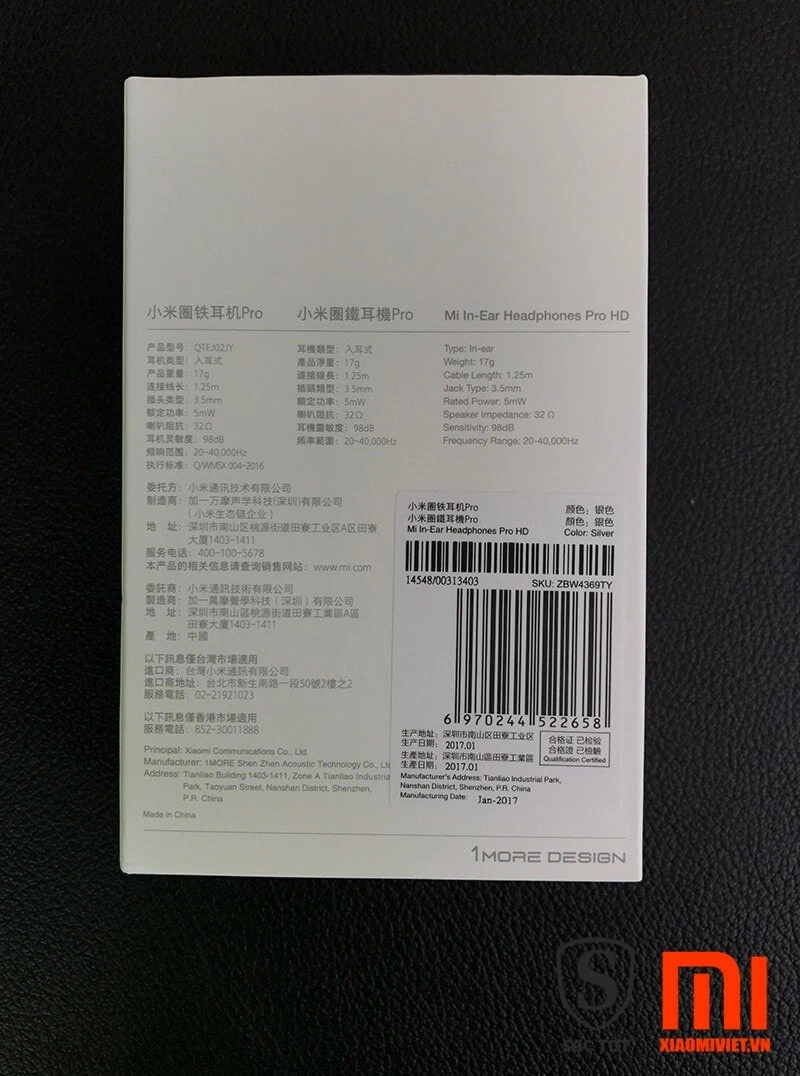 小米圈铁耳机Pro
小米圈鐵耳機Pro
Mi In-Ear Headphones Pro HD
产品型号: QTEJ02JY
耳机类型: 入耳式
产品重量: 17g
连接线长: 1.25m
插头类型: 3.5mm
额定功率: 5mW
喇叭阻抗: 32Ω
耳机灵敏度: 98dB
频响范围: 20-40,000Hz
执行标准: Q/WMSX 004-2016
耳機類型: 入耳式
產品淨重: 17g
連接線長: 1.25m
插頭類型: 3.5mm
額定功率: 5mW
喇叭阻抗: 32Ω
耳機靈敏度: 98dB
頻率範圍: 20-40,000Hz
Type: In-ear
Weight: 17g
Cable Length: 1.25m
Jack Type: 3.5mm
Rated Power: 5mW
Speaker Impedance: 32 Ω
Sensitivity: 98dB
Frequency Range: 20-40,000Hz
委托方: 小米通讯技术有限公司
制造商: 加一万摩声学科技(深圳)有限公司
(小米生态链企业)
地 址: 深圳市南山区桃源街道田寮工业区A区田寮
大厦1403-1411
服务电话: 400-100-5678
本产品的相关信息请查询销售网站: www.mi.com
委託商: 小米通訊技術有限公司
製造商: 加一萬摩聲學科技(深圳)有限公司
地 址: 深圳市南山區桃源街道田寮工業區A區
田寮大廈1403-1411
產 地: 中國
以下訊息僅台灣市場適用
進口商: 台灣小米通訊有限公司
進口商地址: 台北市新生南路一段50號2樓之2
服務電話: 02-21921023
以下訊息僅香港市場適用
服務電話: 852-30011888
Principal: Xiaomi Communications Co., Ltd.
Manufacturer: 1MORE Shen Zhen Acoustic Technology Co., Lt
Address: Tianliao Building 1403-1411, Zone A Tianliao Industria
Park, Taoyuan Street, Nanshan District, Shenzhen,
P.R. China
Made in China
小米圈铁耳机Pro
小米圈鐵耳機Pro
Mi In-Ear Headphones Pro HD
颜色: 银色
顏色: 銀色
Color: Silver
14548/00313403
SKU: ZBW4369TY
6 970244 522658
生产地址: 深圳市南山区田寮工业区
生产日期: 2017.01
生產地址: 深圳市南山區田寮工業區
生產日期: 2017.01
合格证 已检验
合格證 已檢驗
Qualification Certified
Manufacturer's Address: Tianliao Industrial Park,
Nanshan District, Shenzhen, P.R. China
Manufacturing Date: Jan-2017
1MORE DESIGN
S
SẠC TỐT
MI
XIAOMIVIET.VN